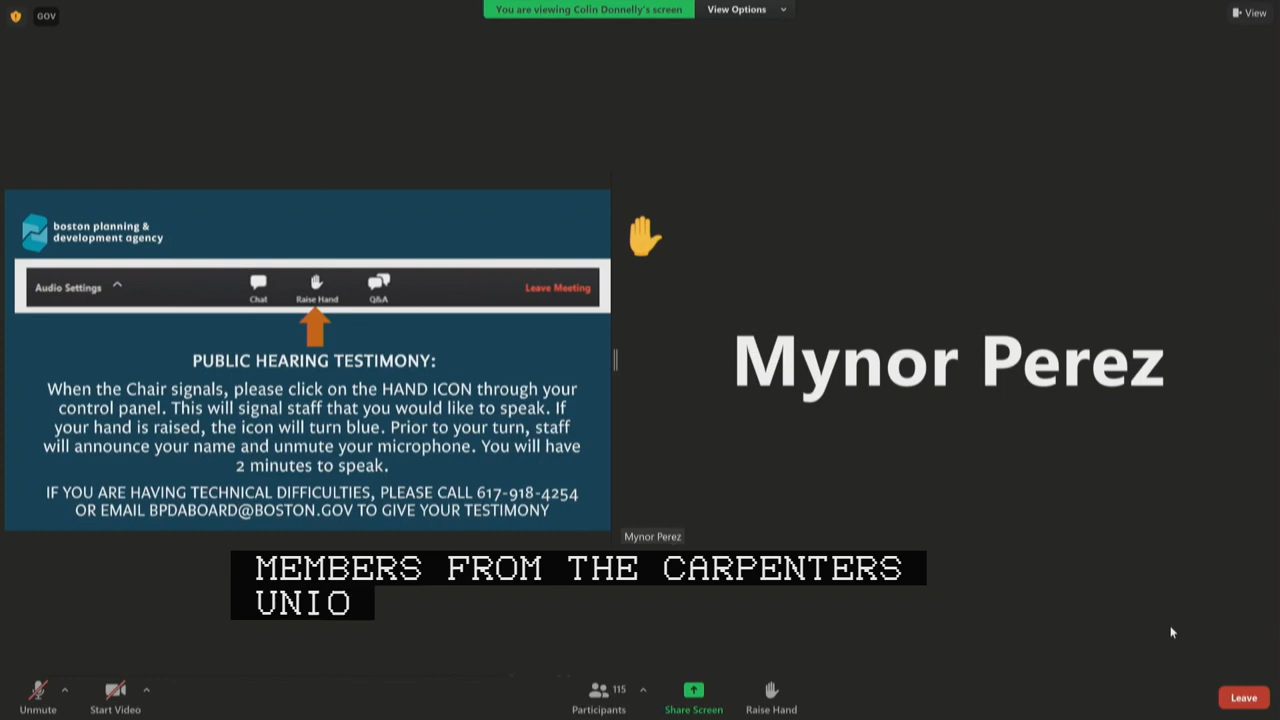 GOV
You are viewing Colin Donnelly's screen
View Options
View
boston planning &
development agency
Audio Settings
Chat
Raise Hand
Q&A
Leave Meeting
PUBLIC HEARING TESTIMONY:
When the Chair signals, please click on the HAND ICON through your
control panel. This will signal staff that you would like to speak. If
your hand is raised, the icon will turn blue. Prior to your turn, staff
will announce your name and unmute your microphone. You will have
2 minutes to speak.
IF YOU ARE HAVING TECHNICAL DIFFICULTIES, PLEASE CALL 617-918-4254
OR EMAIL BPDABOARD@BOSTON.GOV TO GIVE YOUR TESTIMONY
Mynor Perez
Mynor Perez
MEMBERS FROM THE CARPENTERS
UNIO
Unmute
Start Video
115
Participants
Share Screen
Raise Hand
Leave